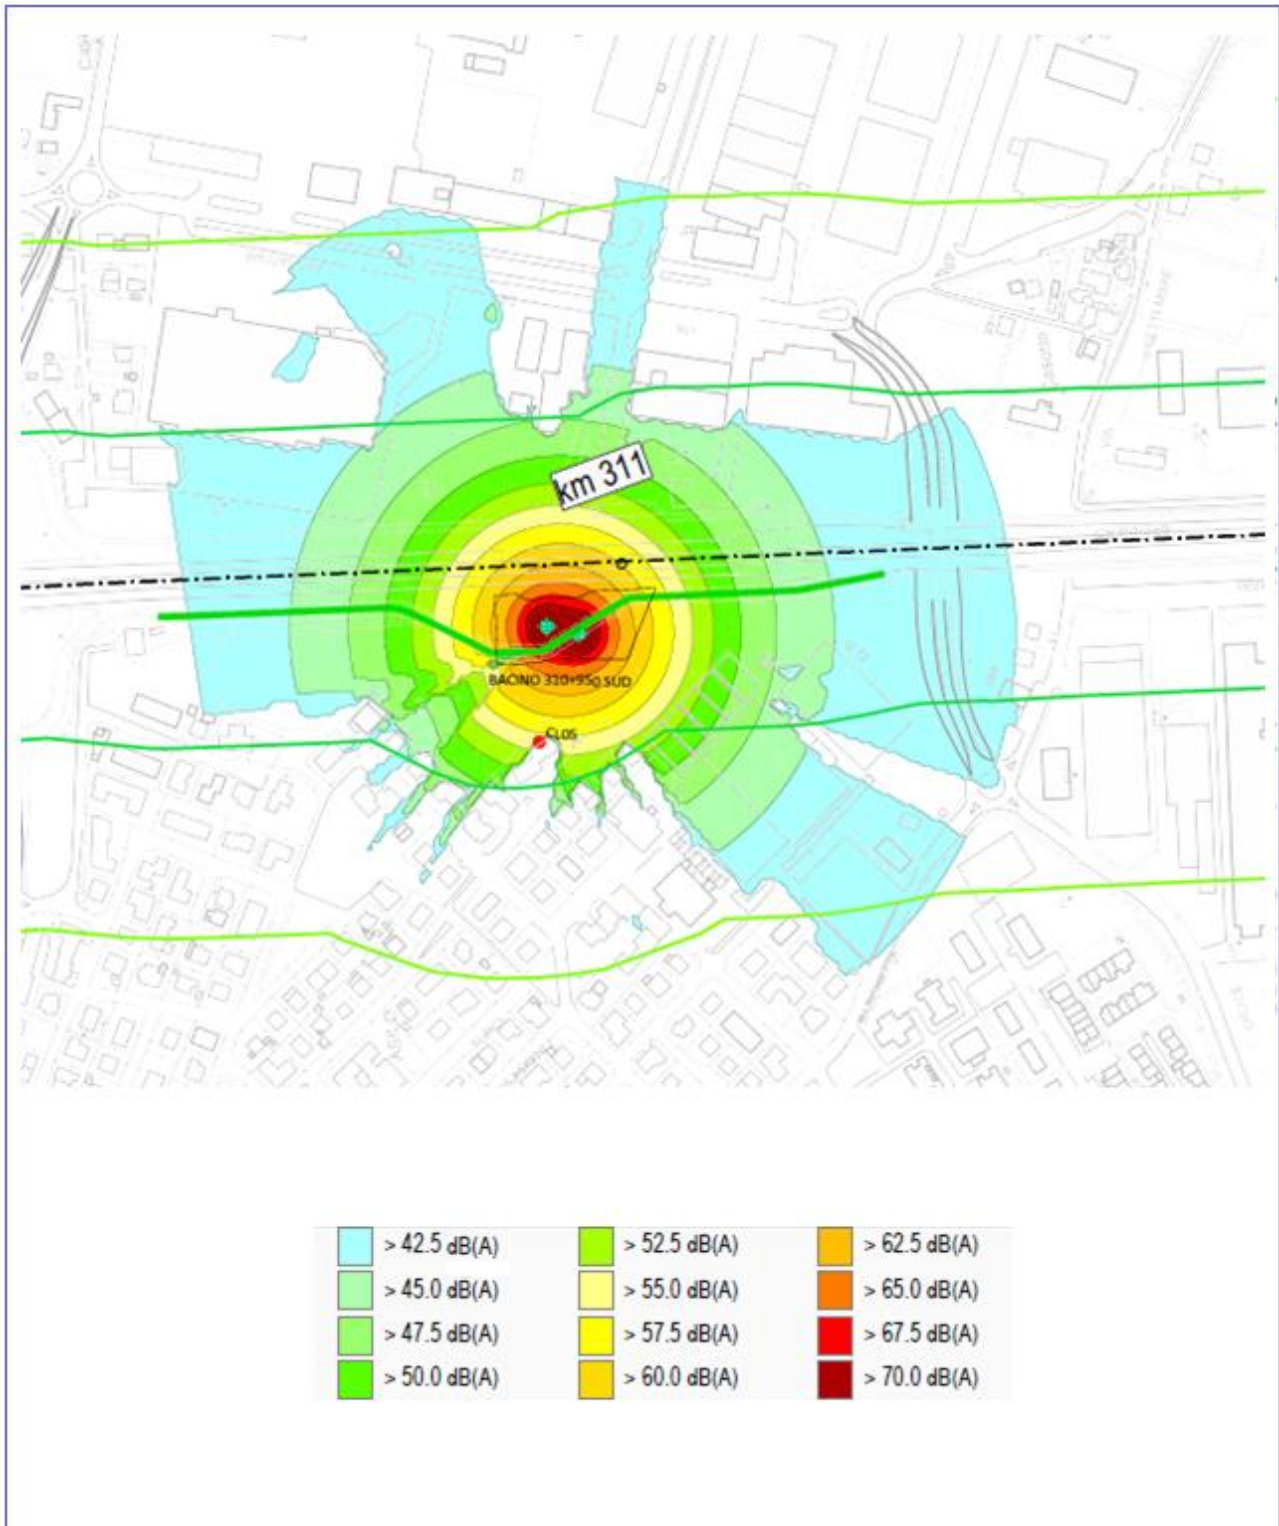 km 311
BACINO 310+950 SUD
CL05
> 42.5 dB(A)
> 45.0 dB(A)
> 47.5 dB(A)
> 50.0 dB(A)
> 52.5 dB(A)
> 55.0 dB(A)
> 57.5 dB(A)
> 60.0 dB(A)
> 62.5 dB(A)
> 65.0 dB(A)
> 67.5 dB(A)
> 70.0 dB(A)